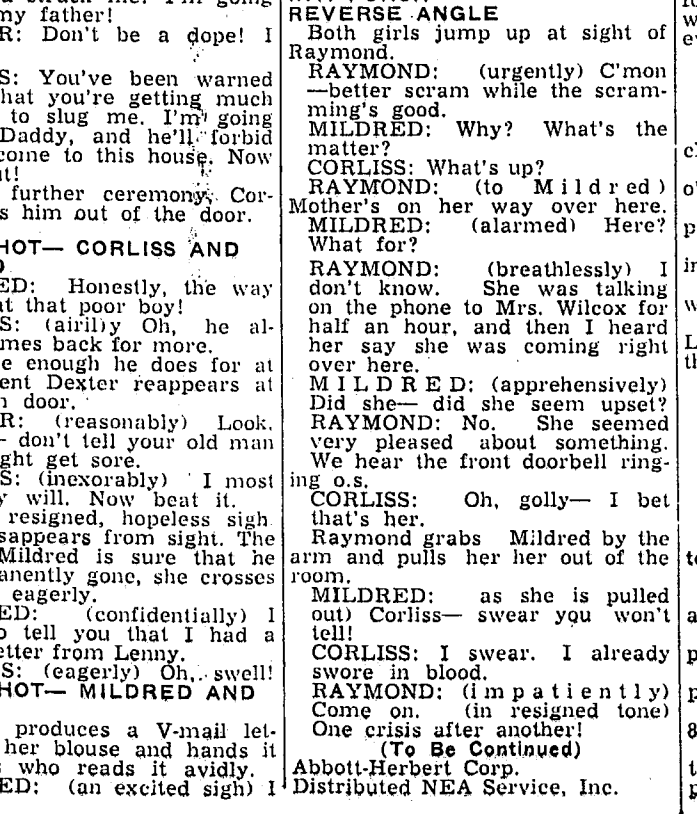 my father!
R: Don't be a dope! I
S: You've been warned
hat you're getting much
to slug me. I'm going
Daddy, and he'll forbid
come to this house. Now
t!
further ceremony, Cor-
s him out of the door.
HOT— CORLISS AND
ED: Honestly, the way
at that poor boy!
S: (airily) Oh, he al-
mes back for more.
e enough he does for at
ent Dexter reappears at
n door.
R: (reasonably) Look.
- don't tell your old man
ght get sore.
S: (inexorably) I most
y will. Now beat it.
resigned, hopeless sigh
sappears from sight. The
Mildred is sure that he
anently gone, she crosses
eagerly.
ED: (confidentially) I
o tell you that I had a
etter from Lenny.
S: (eagerly) Oh, swell!
HOT— MILDRED AND
produces a V-mail let-
her blouse and hands it
who reads it avidly.
ED: (an excited sigh) I
REVERSE ANGLE
Both girls jump up at sight of
Raymond.
RAYMOND: (urgently) C'mon
—better scram while the scram-
ming's good.
MILDRED: Why? What's the
matter?
CORLISS: What's up?
RAYMOND: (to Mildred)
Mother's on her way over here.
MILDRED: (alarmed) Here?
What for?
RAYMOND: (breathlessly) I
don't know. She was talking
on the phone to Mrs. Wilcox for
half an hour, and then I heard
her say she was coming right
over here.
MILDRED: (apprehensively)
Did she— did she seem upset?
RAYMOND: No. She seemed
very pleased about something.
We hear the front doorbell ring-
ing o.s.
CORLISS: Oh, golly— I bet
that's her.
Raymond grabs Mildred by the
arm and pulls her her out of the
room.
MILDRED: as she is pulled
out) Corliss— swear you won't
tell!
CORLISS: I swear. I already
swore in blood.
RAYMOND: (impatiently)
Come on. (in resigned tone)
One crisis after another!
(To Be Continued)
Abbott-Herbert Corp.
Distributed NEA Service, Inc.